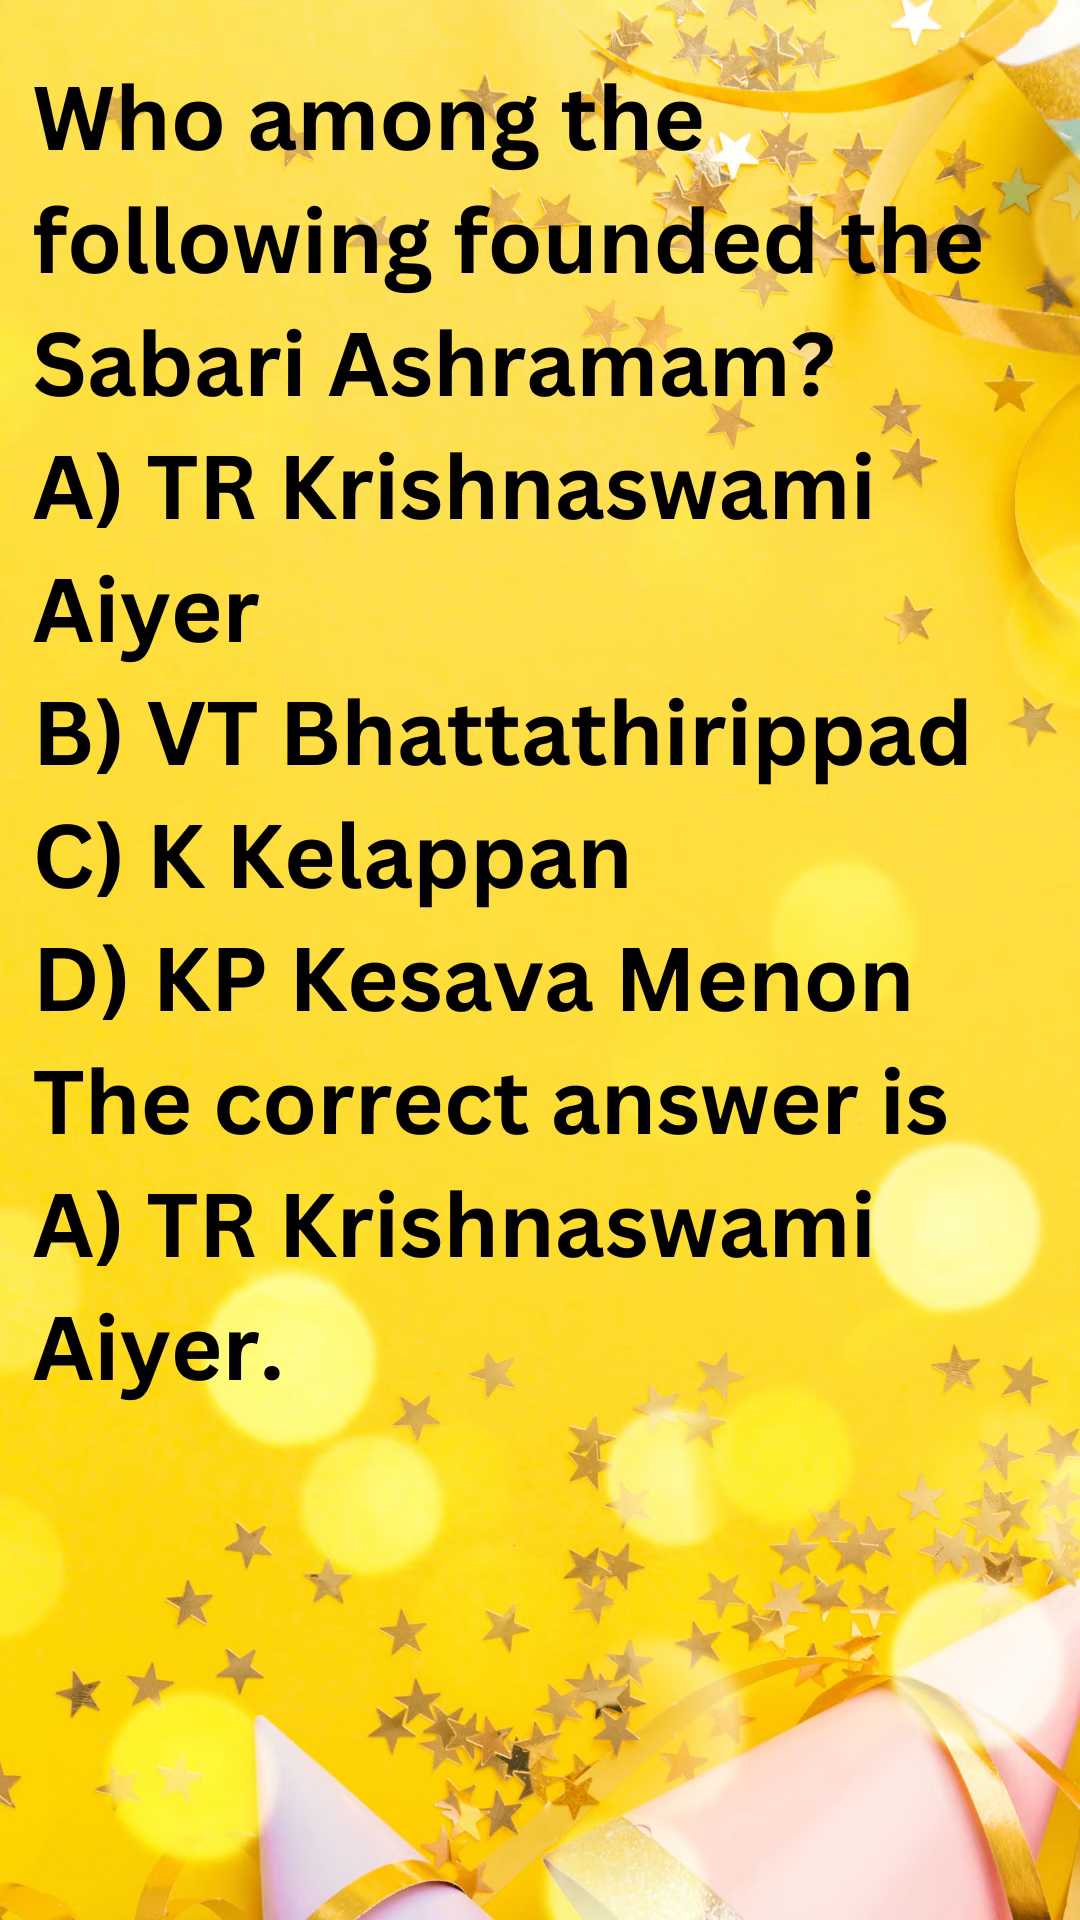 Who among the
following founded the
Sabari Ashramam?
A) TR Krishnaswami
Aiyer
B) VT Bhattathirippad
C) K Kelappan
D) KP Kesava Menon
The correct answer is
A) TR Krishnaswami
Aiyer.